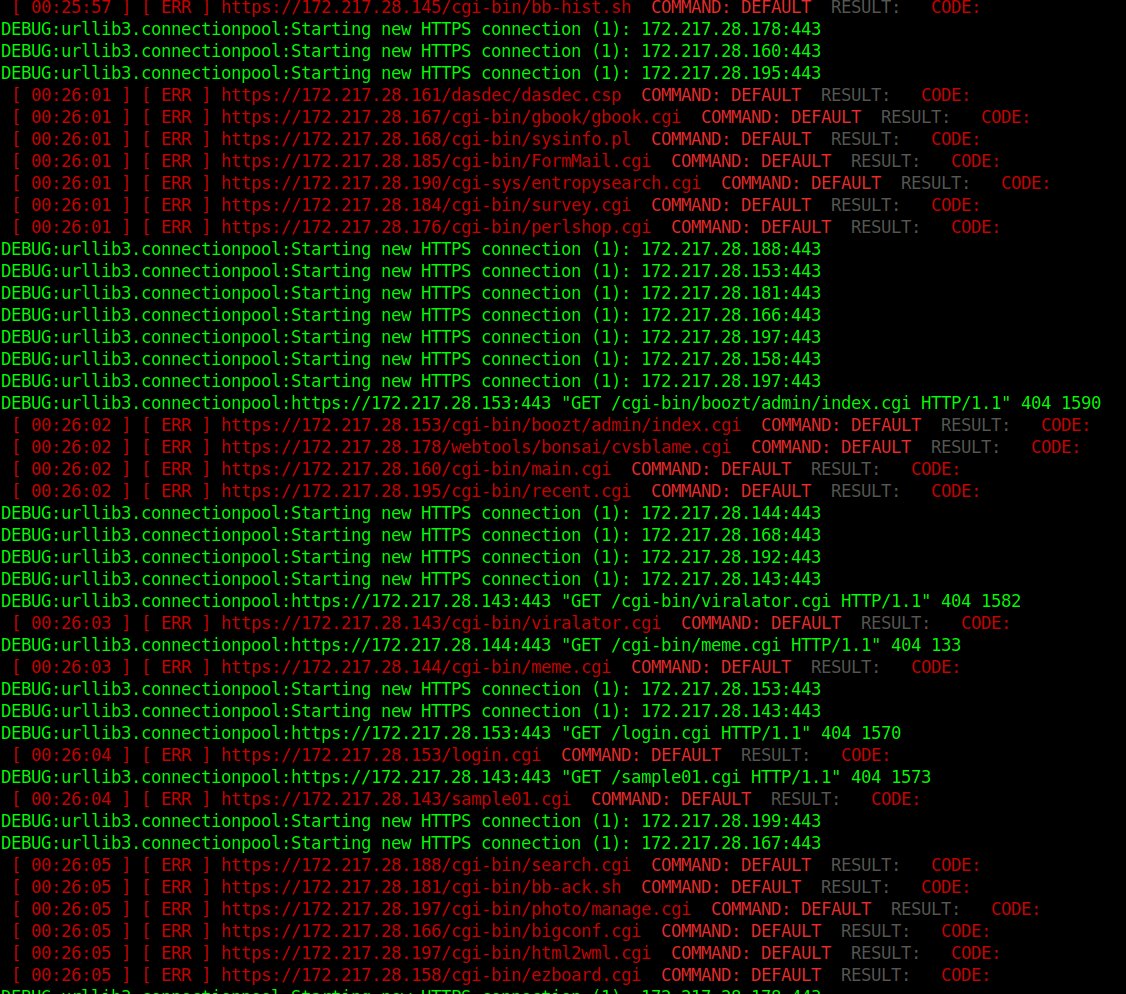 [ 00:25:57 ] [ ERR ] https://172.217.28.145/cgi-bin/bb-hist.sh COMMAND: DEFAULT RESULT: CODE:
DEBUG:urllib3.connectionpool:Starting new HTTPS connection (1): 172.217.28.178:443
DEBUG:urllib3.connectionpool:Starting new HTTPS connection (1): 172.217.28.160:443
DEBUG:urllib3.connectionpool:Starting new HTTPS connection (1): 172.217.28.195:443
[ 00:26:01 ] [ ERR ] https://172.217.28.161/dasdec/dasdec.csp COMMAND: DEFAULT RESULT: CODE:
[ 00:26:01 ] [ ERR ] https://172.217.28.167/cgi-bin/gbook/gbook.cgi COMMAND: DEFAULT RESULT: CODE:
[ 00:26:01 ] [ ERR ] https://172.217.28.168/cgi-bin/sysinfo.pl COMMAND: DEFAULT RESULT: CODE:
[ 00:26:01 ] [ ERR ] https://172.217.28.185/cgi-bin/FormMail.cgi COMMAND: DEFAULT RESULT: CODE:
[ 00:26:01 ] [ ERR ] https://172.217.28.190/cgi-sys/entropysearch.cgi COMMAND: DEFAULT RESULT: CODE:
[ 00:26:01 ] [ ERR ] https://172.217.28.184/cgi-bin/survey.cgi COMMAND: DEFAULT RESULT: CODE:
[ 00:26:01 ] [ ERR ] https://172.217.28.176/cgi-bin/perlshop.cgi COMMAND: DEFAULT RESULT: CODE:
DEBUG:urllib3.connectionpool:Starting new HTTPS connection (1): 172.217.28.188:443
DEBUG:urllib3.connectionpool:Starting new HTTPS connection (1): 172.217.28.153:443
DEBUG:urllib3.connectionpool:Starting new HTTPS connection (1): 172.217.28.181:443
DEBUG:urllib3.connectionpool:Starting new HTTPS connection (1): 172.217.28.166:443
DEBUG:urllib3.connectionpool:Starting new HTTPS connection (1): 172.217.28.197:443
DEBUG:urllib3.connectionpool:Starting new HTTPS connection (1): 172.217.28.158:443
DEBUG:urllib3.connectionpool:Starting new HTTPS connection (1): 172.217.28.197:443
DEBUG:urllib3.connectionpool:https://172.217.28.153:443 "GET /cgi-bin/boozt/admin/index.cgi HTTP/1.1" 404 1590
[ 00:26:02 ] [ ERR ] https://172.217.28.153/cgi-bin/boozt/admin/index.cgi COMMAND: DEFAULT RESULT: CODE:
[ 00:26:02 ] [ ERR ] https://172.217.28.178/webtools/bonsai/cvsblame.cgi COMMAND: DEFAULT RESULT: CODE:
[ 00:26:02 ] [ ERR ] https://172.217.28.160/cgi-bin/main.cgi COMMAND: DEFAULT RESULT: CODE:
[ 00:26:02 ] [ ERR ] https://172.217.28.195/cgi-bin/recent.cgi COMMAND: DEFAULT RESULT: CODE:
DEBUG:urllib3.connectionpool:Starting new HTTPS connection (1): 172.217.28.144:443
DEBUG:urllib3.connectionpool:Starting new HTTPS connection (1): 172.217.28.168:443
DEBUG:urllib3.connectionpool:Starting new HTTPS connection (1): 172.217.28.192:443
DEBUG:urllib3.connectionpool:Starting new HTTPS connection (1): 172.217.28.143:443
DEBUG:urllib3.connectionpool:https://172.217.28.143:443 "GET /cgi-bin/viralator.cgi HTTP/1.1" 404 1582
[ 00:26:03 ] [ ERR ] https://172.217.28.143/cgi-bin/viralator.cgi COMMAND: DEFAULT RESULT: CODE:
DEBUG:urllib3.connectionpool:https://172.217.28.144:443 "GET /cgi-bin/meme.cgi HTTP/1.1" 404 133
[ 00:26:03 ] [ ERR ] https://172.217.28.144/cgi-bin/meme.cgi COMMAND: DEFAULT RESULT: CODE:
DEBUG:urllib3.connectionpool:Starting new HTTPS connection (1): 172.217.28.153:443
DEBUG:urllib3.connectionpool:Starting new HTTPS connection (1): 172.217.28.143:443
DEBUG:urllib3.connectionpool:https://172.217.28.153:443 "GET /login.cgi HTTP/1.1" 404 1570
[ 00:26:04 ] [ ERR ] https://172.217.28.153/login.cgi COMMAND: DEFAULT RESULT: CODE:
DEBUG:urllib3.connectionpool:https://172.217.28.143:443 "GET /sample01.cgi HTTP/1.1" 404 1573
[ 00:26:04 ] [ ERR ] https://172.217.28.143/sample01.cgi COMMAND: DEFAULT RESULT: CODE:
DEBUG:urllib3.connectionpool:Starting new HTTPS connection (1): 172.217.28.199:443
DEBUG:urllib3.connectionpool:Starting new HTTPS connection (1): 172.217.28.167:443
[ 00:26:05 ] [ ERR ] https://172.217.28.188/cgi-bin/search.cgi COMMAND: DEFAULT RESULT: CODE:
[ 00:26:05 ] [ ERR ] https://172.217.28.181/cgi-bin/bb-ack.sh COMMAND: DEFAULT RESULT: CODE:
[ 00:26:05 ] [ ERR ] https://172.217.28.197/cgi-bin/photo/manage.cgi COMMAND: DEFAULT RESULT: CODE:
[ 00:26:05 ] [ ERR ] https://172.217.28.166/cgi-bin/bigconf.cgi COMMAND: DEFAULT RESULT: CODE:
[ 00:26:05 ] [ ERR ] https://172.217.28.197/cgi-bin/html2wml.cgi COMMAND: DEFAULT RESULT: CODE:
[ 00:26:05 ] [ ERR ] https://172.217.28.158/cgi-bin/ezboard.cgi COMMAND: DEFAULT RESULT: CODE:
DEBUG:urllib3.connectionpool:Starting new HTTPS connection (1):